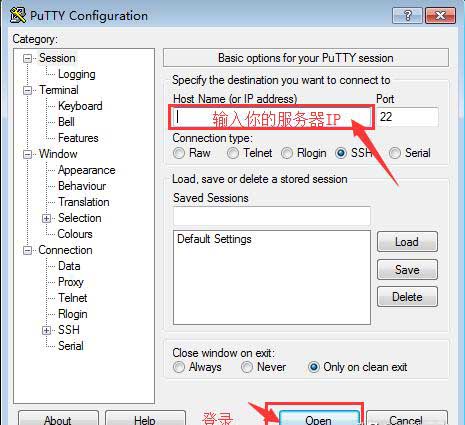 PuTTY Configuration
Category:
Session
Logging
Terminal
Keyboard
Bell
Features
Window
Appearance
Behaviour
Translation
Selection
Colours
Connection
Data
Proxy
Telnet
Rlogin
SSH
Serial
Basic options for your PuTTY session
Specify the destination you want to connect to
Host Name (or IP address) Port
输入你的服务器IP 22
Connection type:
Raw Telnet Rlogin SSH Serial
Load, save or delete a stored session
Saved Sessions
Default Settings
Load
Save
Delete
Close window on exit:
Always Never Only on clean exit
About Help 登录 Open Cancel